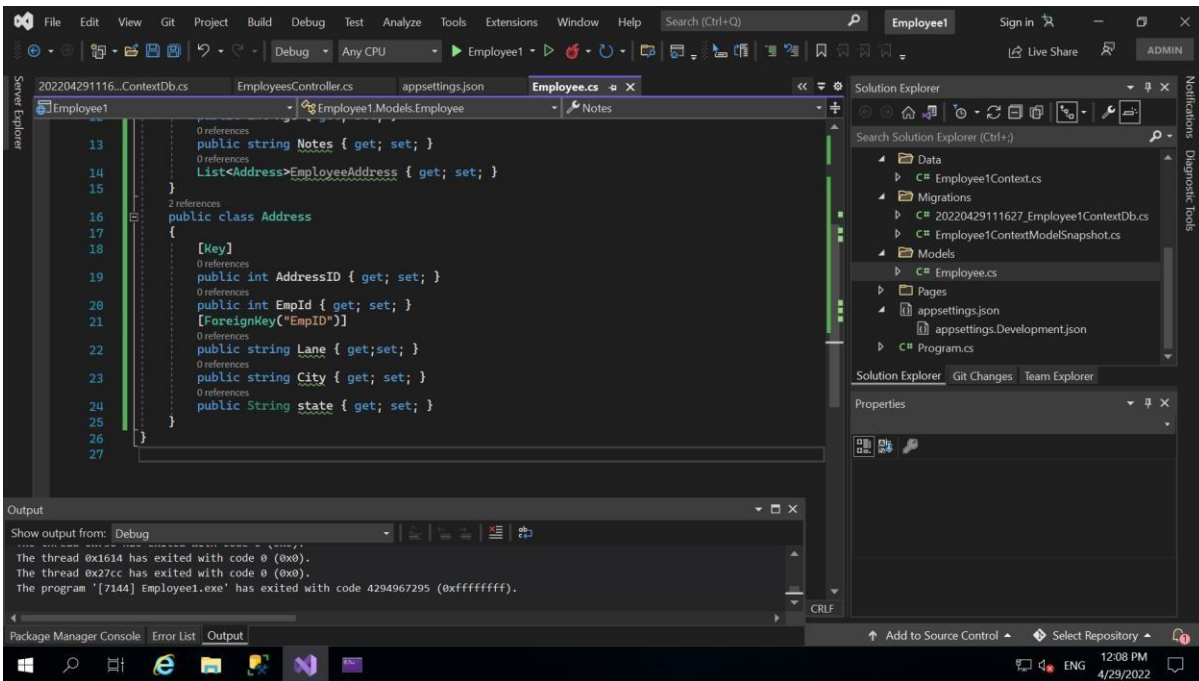 File Edit View Git Project Build Debug Test Analyze Tools Extensions Window Help Search (Ctrl+Q) Employee1 Sign in
Debug Any CPU Employee1 Live Share ADMIN
Server Explorer
202204291116...ContextDb.cs EmployeesController.cs appsettings.json Employee.cs
Employee1 Employee1.Models.Employee Notes
12
0 references
13 public string Notes { get; set; }
0 references
14 List<Address>EmployeeAddress { get; set; }
15 }
2 references
16 public class Address
17 {
18 [Key]
0 references
19 public int AddressID { get; set; }
0 references
20 public int EmpId { get; set; }
21 [ForeignKey("EmpID")]
0 references
22 public string Lane { get;set; }
0 references
23 public string City { get; set; }
0 references
24 public String state { get; set; }
25 }
26 }
27
CRLF
Solution Explorer
Search Solution Explorer (Ctrl+;)
Data
C# Employee1Context.cs
Migrations
C# 20220429111627_Employee1ContextDb.cs
C# Employee1ContextModelSnapshot.cs
Models
C# Employee.cs
Pages
appsettings.json
appsettings.Development.json
C# Program.cs
Solution Explorer Git Changes Team Explorer
Properties
Notifications
Diagnostic Tools
Output
Show output from: Debug
The thread 0x1614 has exited with code 0 (0x0).
The thread 0x27cc has exited with code 0 (0x0).
The program '[7144] Employee1.exe' has exited with code 4294967295 (0xffffffff).
Package Manager Console Error List Output
Add to Source Control Select Repository 1
ENG 12:08 PM
4/29/2022